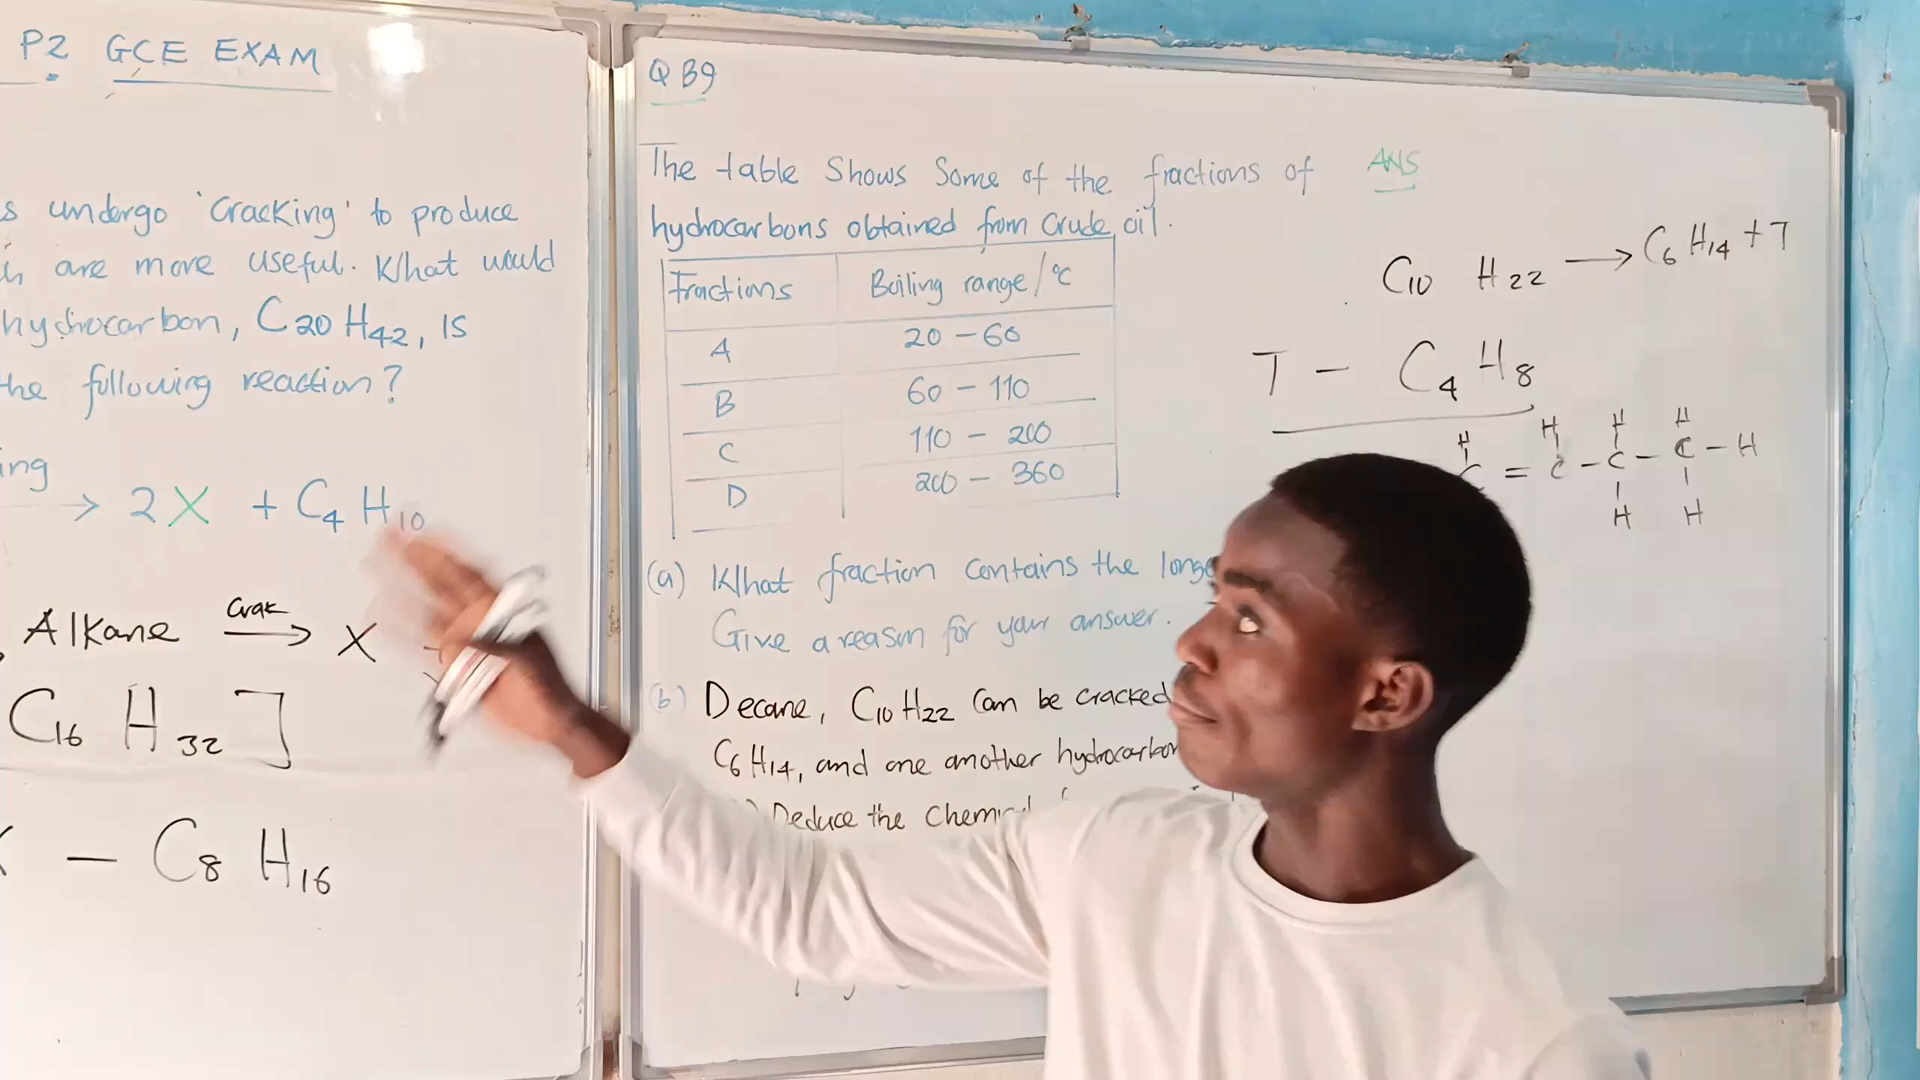 P2 GCE EXAM
s undergo 'Cracking' to produce
are more useful. What would
hydrocarbon, C20 H42, is
the following reaction?
ing
→ 2X + C4 H10
Alkane Crak → X +
C16 H32 ]
— C8 H16
Q B9
The table Shows Some of the fractions of
hydrocarbons obtained from Crude oil.
Fractions Boiling range/°C
A 20 – 60
B 60 – 110
C 110 – 200
D 200 – 360
(a) What fraction contains the
Give a reason for your answer.
(b) Decane, C10 H22 Can be cracked
C6 H14, and one another hydrocarbon
Deduce the
ANS
C10 H22 → C6 H14 + T
T – C4 H8
H H H H
C = C – C – C – H
H H